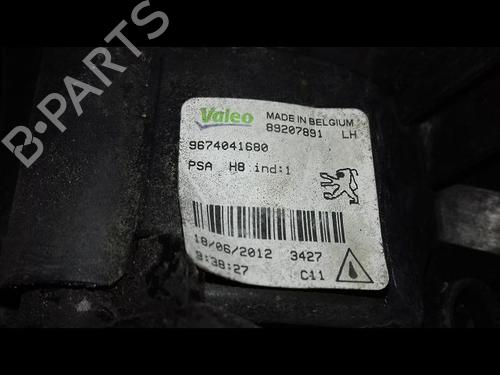 B-PARTS
Valeo
MADE IN BELGIUM
89207891 LH
9674041680
PSA H8 ind:1
18/06/2012 3427
9:38:27 C11